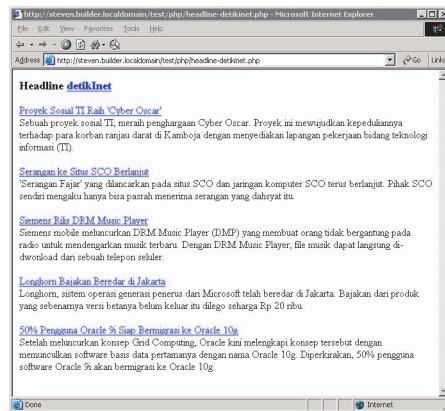 http://steven.builder.localdomain/test/php/headline-detikinet.php - Microsoft Internet Explorer
File Edit View Favorites Tools Help
Address http://steven.builder.localdomain/test/php/headline-detikinet.php Go Links
Headline detikInet
Proyek Sosial TI Raih 'Cyber Oscar'
Sebuah proyek sosial TI, meraih penghargaan Cyber Oscar. Proyek ini mewujudkan kepeduliannya
terhadap para korban ranjau darat di Kamboja dengan menyediakan lapangan pekerjaan bidang teknologi
informasi (TI).
Serangan ke Situs SCO Berlanjut
'Serangan Fajar' yang dilancarkan pada situs SCO dan jaringan komputer SCO terus berlanjut. Pihak SCO
sendiri mengaku hanya bisa pasrah menerima serangan yang dahsyat itu.
Siemens Rilis DRM Music Player
Siemens mobile meluncurkan DRM Music Player (DMP) yang membuat orang tidak bergantung pada
radio untuk mendengarkan musik terbaru. Dengan DRM Music Player, file musik dapat langsung di-
dwonload dari sebuah telepon seluler.
Longhorn Bajakan Beredar di Jakarta
Longhorn, sistem operasi generasi penerus dari Microsoft telah beredar di Jakarta. Bajakan dari produk
yang sebenarnya versi betanya belum keluar itu dilego seharga Rp 20 ribu.
50% Pengguna Oracle 9i Siap Bermigrasi ke Oracle 10g
Setelah meluncurkan konsep Grid Computing, Oracle kini melengkapi konsep tersebut dengan
memunculkan software basis data pertamanya dengan nama Oracle 10g. Diperkirakan, 50% pengguna
software Oracle 9i akan bermigrasi ke Oracle 10g.
Done Internet